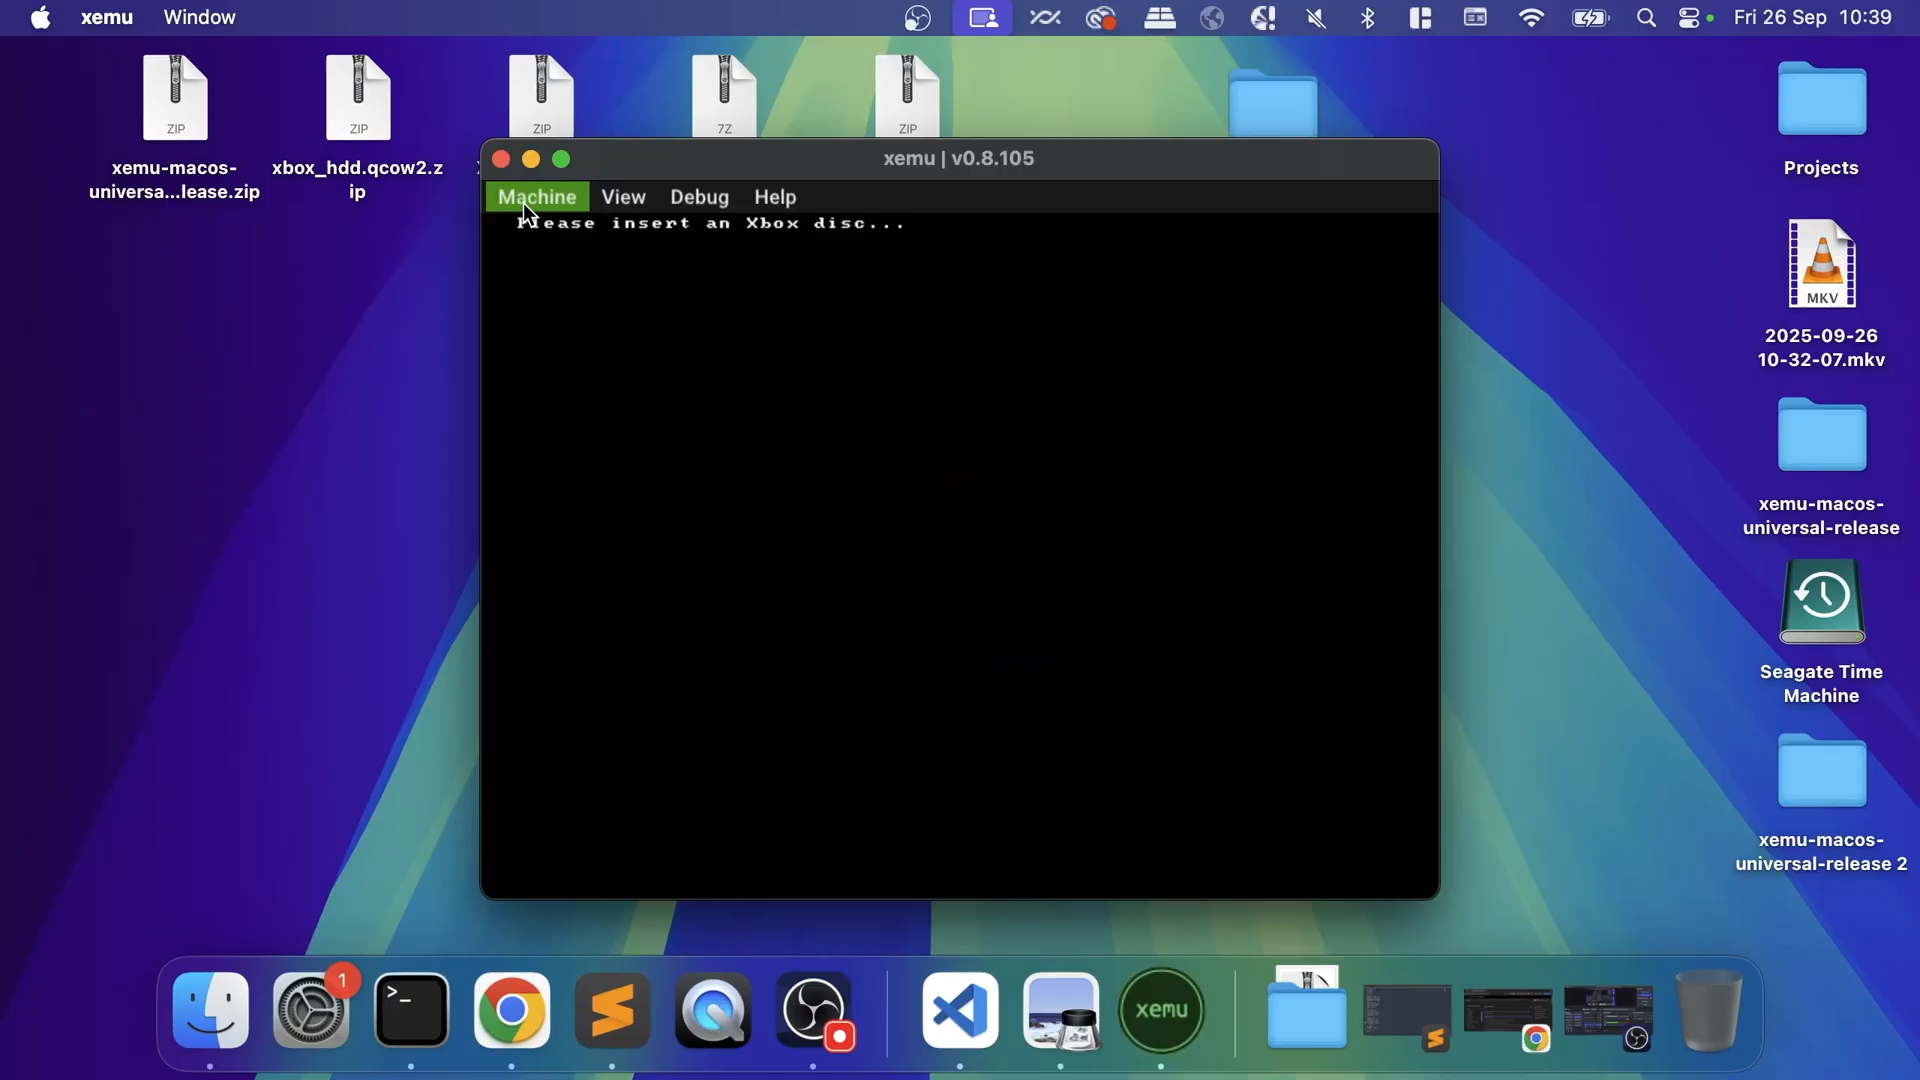 xemu Window Fri 26 Sep 10:39
ZIP
xemu-macos-
universa...lease.zip
ZIP
xbox_hdd.qcow2.z
ip
ZIP
7Z
ZIP
Projects
MKV
2025-09-26
10-32-07.mkv
xemu-macos-
universal-release
Seagate Time
Machine
xemu-macos-
universal-release 2
xemu | v0.8.105
Machine View Debug Help
Please insert an Xbox disc...
1
>_
xemu